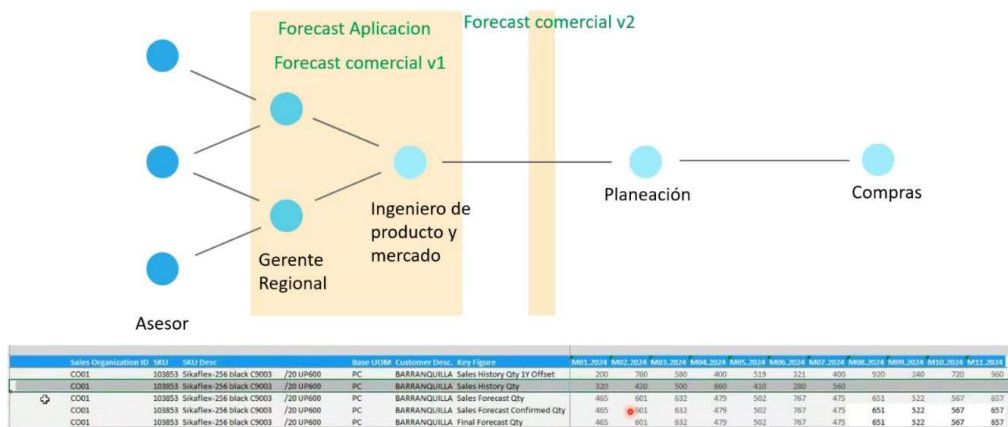 Forecast Aplicacion
Forecast comercial v2
Forecast comercial v1
Planeación
Compras
Ingeniero de
producto y
mercado
Gerente
Regional
Asesor
Sales Organization ID SKU SKU Desc Base UOM Customer Desc. Key Figure M01.2024 M02.2024 M03.2024 M04.2024 M05.2024 M06.2024 M07.2024 M08.2024 M09.2024 M10.2024 M11.2024
CO01 103853 Sikaflex-256 black C9003 /20 UP600 PC BARRANQUILLA Sales History Qty 1Y Offset 200 760 580 400 519 321 400 920 240 720 960
CO01 103853 Sikaflex-256 black C9003 /20 UP600 PC BARRANQUILLA Sales History Qty 320 420 500 860 410 280 560
CO01 103853 Sikaflex-256 black C9003 /20 UP600 PC BARRANQUILLA Sales Forecast Qty 465 601 632 479 502 767 475 651 522 567 657
CO01 103853 Sikaflex-256 black C9003 /20 UP600 PC BARRANQUILLA Sales Forecast Confirmed Qty 465 601 632 479 502 767 475 651 522 567 657
CO01 103853 Sikaflex-256 black C9003 /20 UP600 PC BARRANQUILLA Final Forecast Qty 465 601 632 479 502 767 475 651 522 567 657